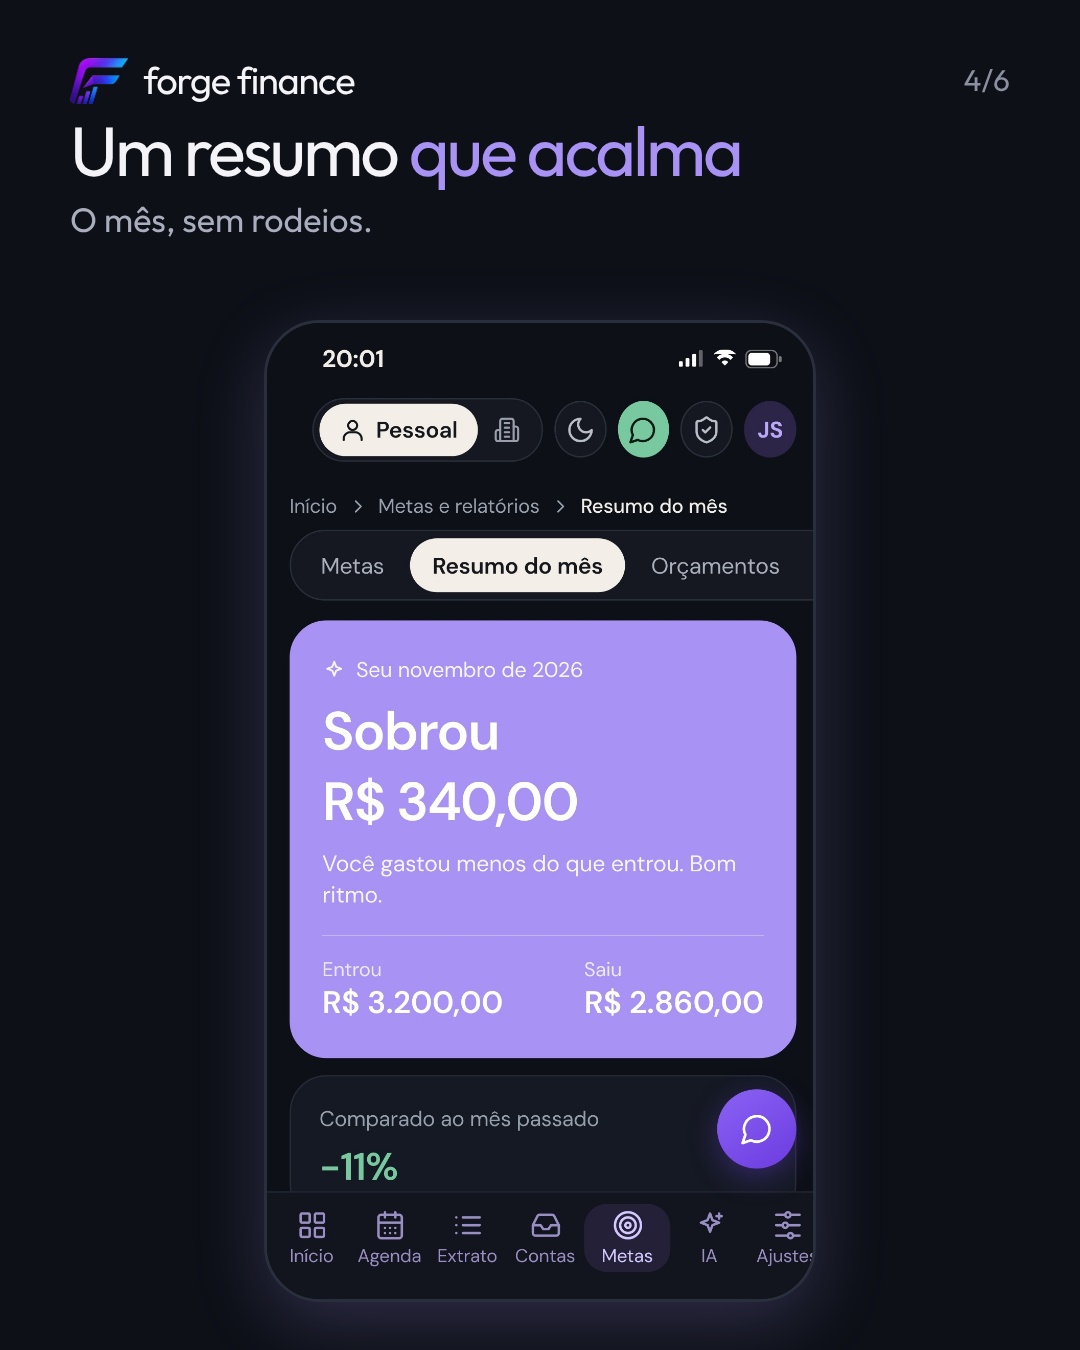 forge finance
4/6
Um resumo que acalma
O mês, sem rodeios.
20:01
Pessoal
JS
Início > Metas e relatórios > Resumo do mês
Metas
Resumo do mês
Orçamentos
Seu novembro de 2026
Sobrou
R$ 340,00
Você gastou menos do que entrou. Bom
ritmo.
Entrou
Saiu
R$ 3.200,00
R$ 2.860,00
Comparado ao mês passado
-11%
Início
Agenda
Extrato
Contas
Metas
IA
Ajustes